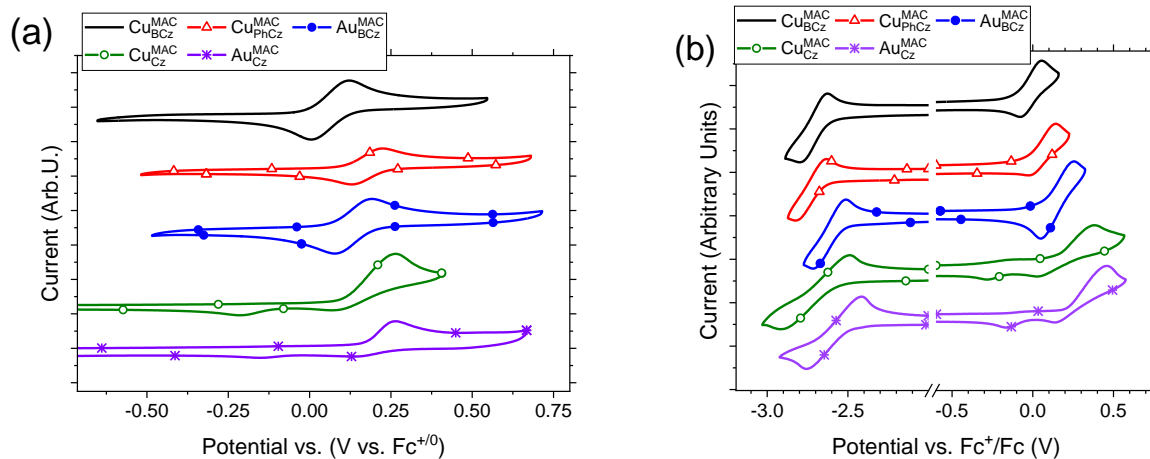 (a)
Cu^MAC_BCz Cu^MAC_PhCz Au^MAC_BCz
Cu^MAC_Cz Au^MAC_Cz
Current (Arb.U.)
-0.50 -0.25 0.00 0.25 0.50 0.75
Potential vs. (V vs. Fc^+/0)
(b)
Cu^MAC_BCz Cu^MAC_PhCz Au^MAC_BCz
Cu^MAC_Cz Au^MAC_Cz
Current (Arbitrary Units)
-3.0 -2.5 -0.5 0.0 0.5
Potential vs. Fc^+/Fc (V)